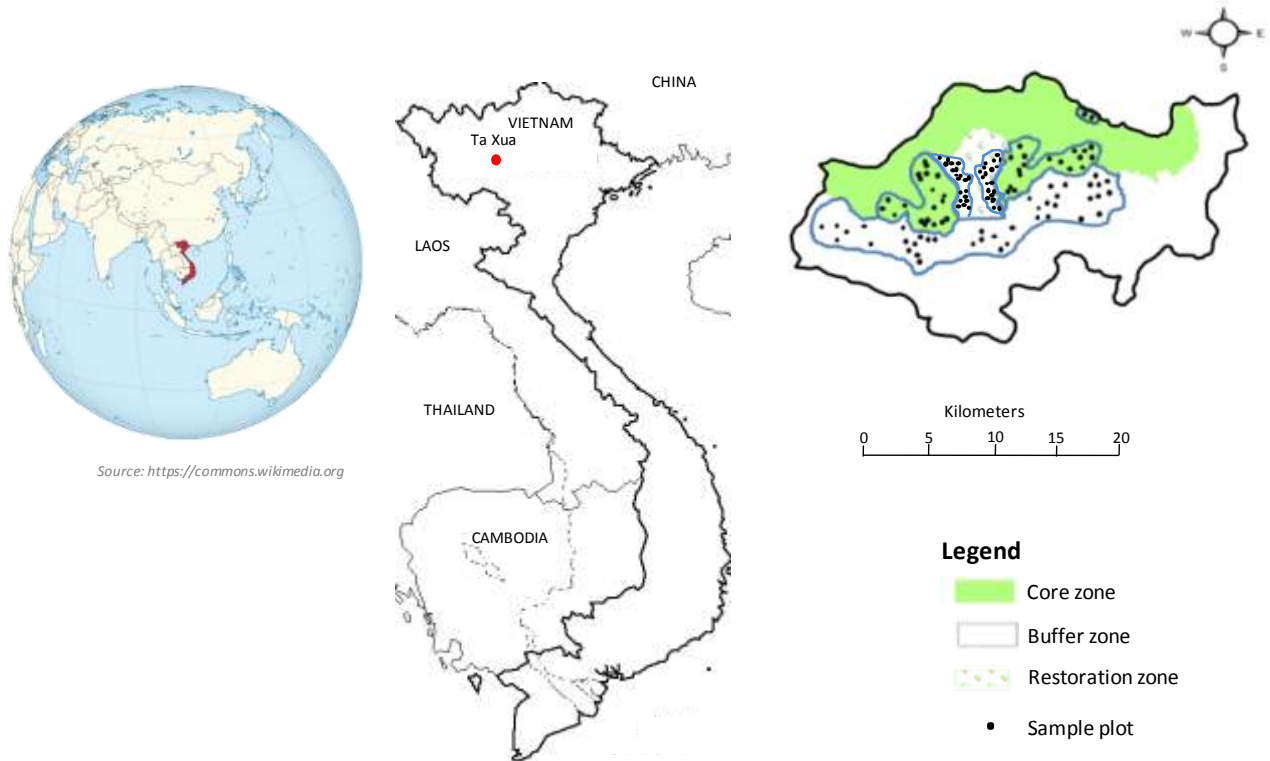 Source: https://commons.wikimedia.org
CHINA
VIETNAM
Ta Xua
LAOS
THAILAND
CAMBODIA
W
E
S
Kilometers
0 5 10 15 20
Legend
Core zone
Buffer zone
Restoration zone
Sample plot